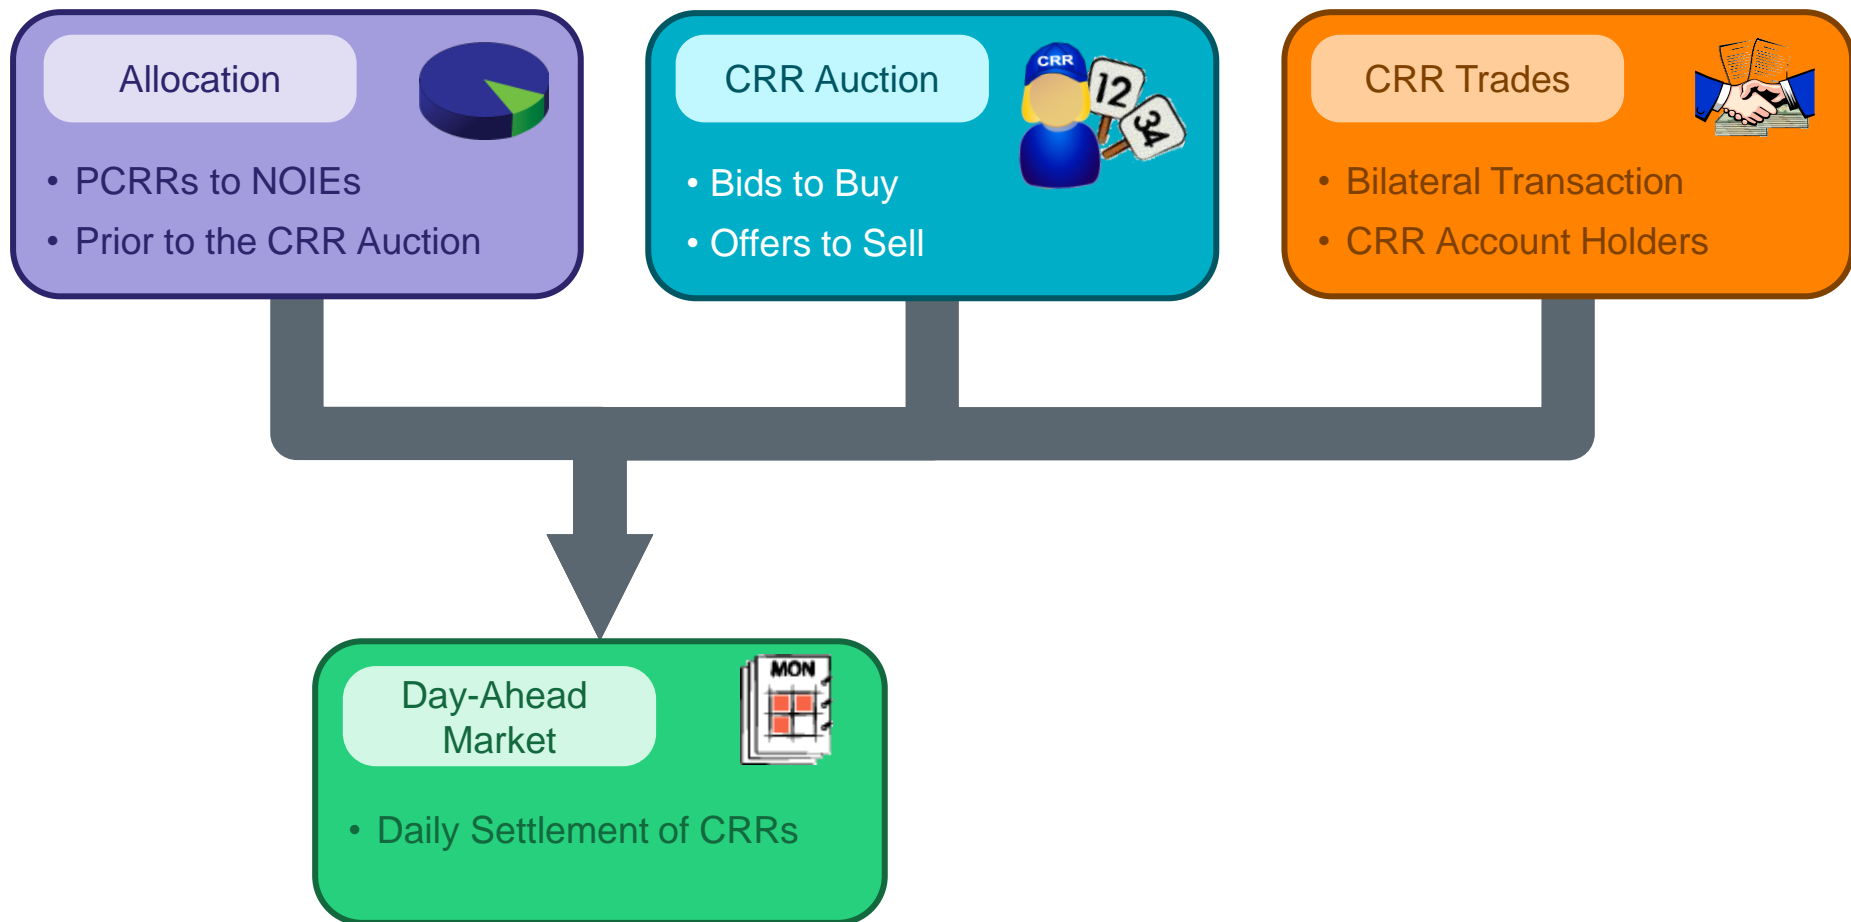 Allocation
• PCRRs to NOIEs
• Prior to the CRR Auction
CRR Auction
CRR
12
34
• Bids to Buy
• Offers to Sell
CRR Trades
• Bilateral Transaction
• CRR Account Holders
Day-Ahead
Market
MON
• Daily Settlement of CRRs